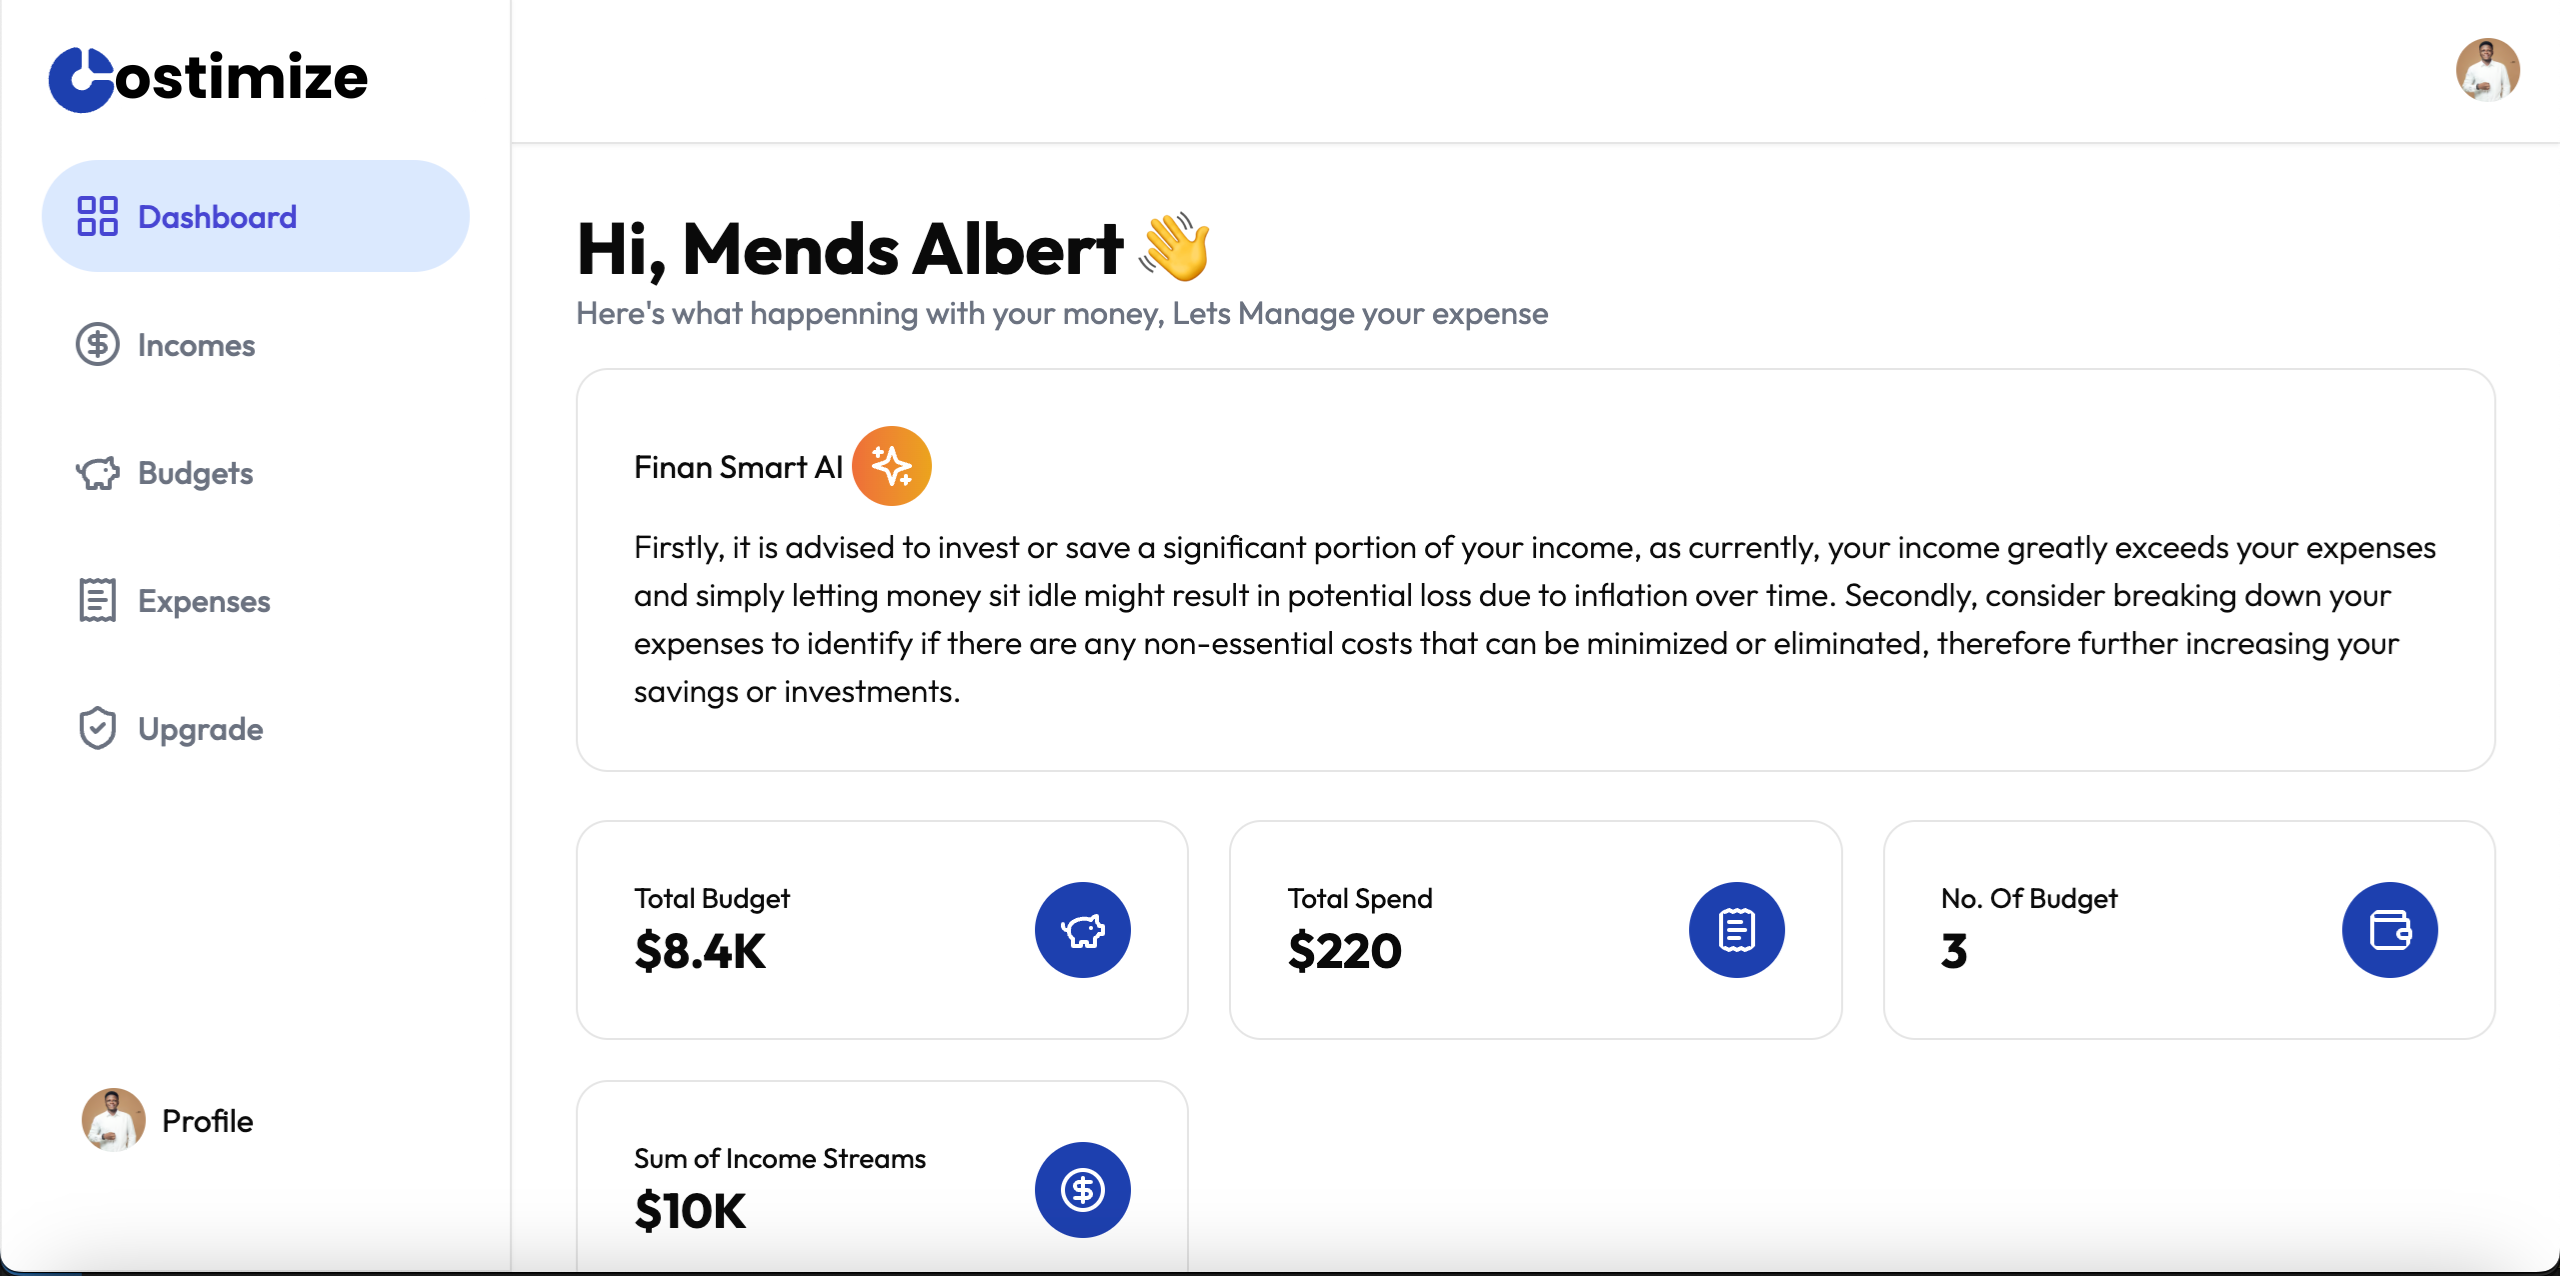 Costimize
Dashboard
Incomes
Budgets
Expenses
Upgrade
Profile
Hi, Mends Albert 👋
Here's what happenning with your money, Lets Manage your expense
Finan Smart AI
Firstly, it is advised to invest or save a significant portion of your income, as currently, your income greatly exceeds your expenses
and simply letting money sit idle might result in potential loss due to inflation over time. Secondly, consider breaking down your
expenses to identify if there are any non-essential costs that can be minimized or eliminated, therefore further increasing your
savings or investments.
Total Budget
$8.4K
Total Spend
$220
No. Of Budget
3
Sum of Income Streams
$10K